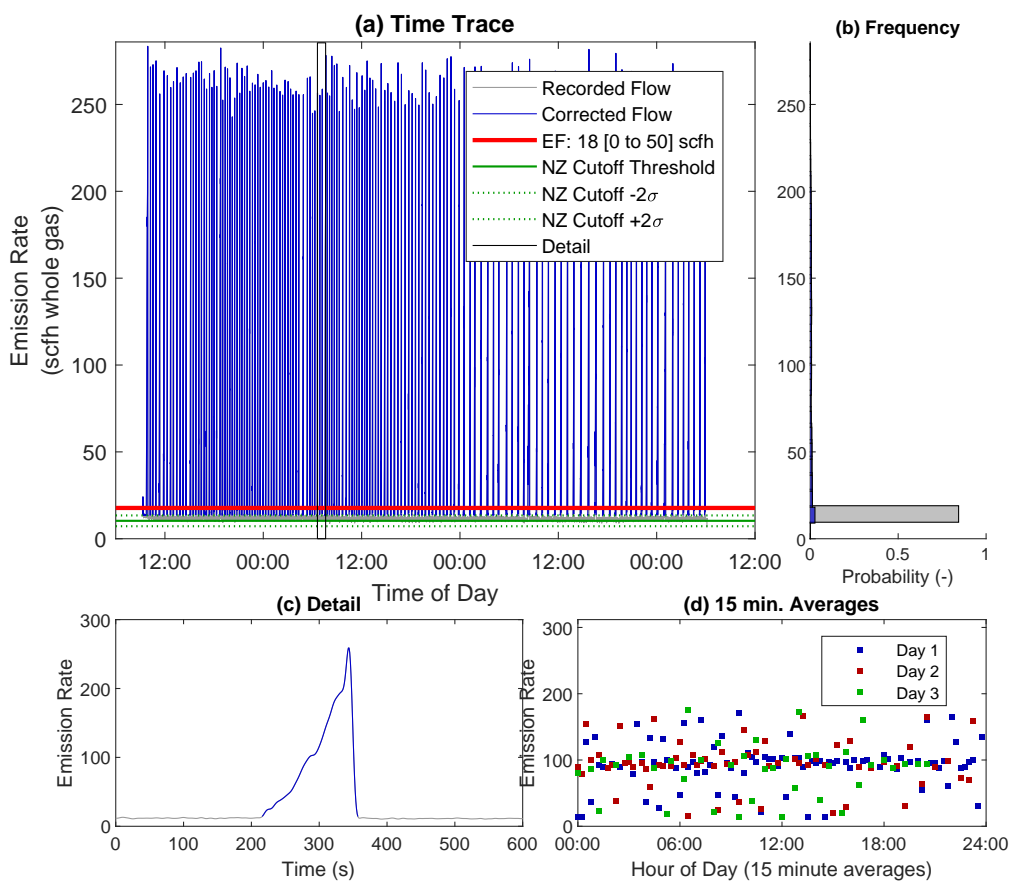 (a) Time Trace
(b) Frequency
Emission Rate
(scfh whole gas)
250
200
150
100
50
0
Recorded Flow
Corrected Flow
EF: 18 [0 to 50] scfh
NZ Cutoff Threshold
NZ Cutoff -2σ
NZ Cutoff +2σ
Detail
12:00 00:00 12:00 00:00 12:00 00:00 12:00
Time of Day
250
200
150
100
50
0
0 0.5 1
Probability (-)
(c) Detail
Emission Rate
300
200
100
0
0 100 200 300 400 500 600
Time (s)
(d) 15 min. Averages
Emission Rate
300
200
100
0
Day 1
Day 2
Day 3
00:00 06:00 12:00 18:00 24:00
Hour of Day (15 minute averages)